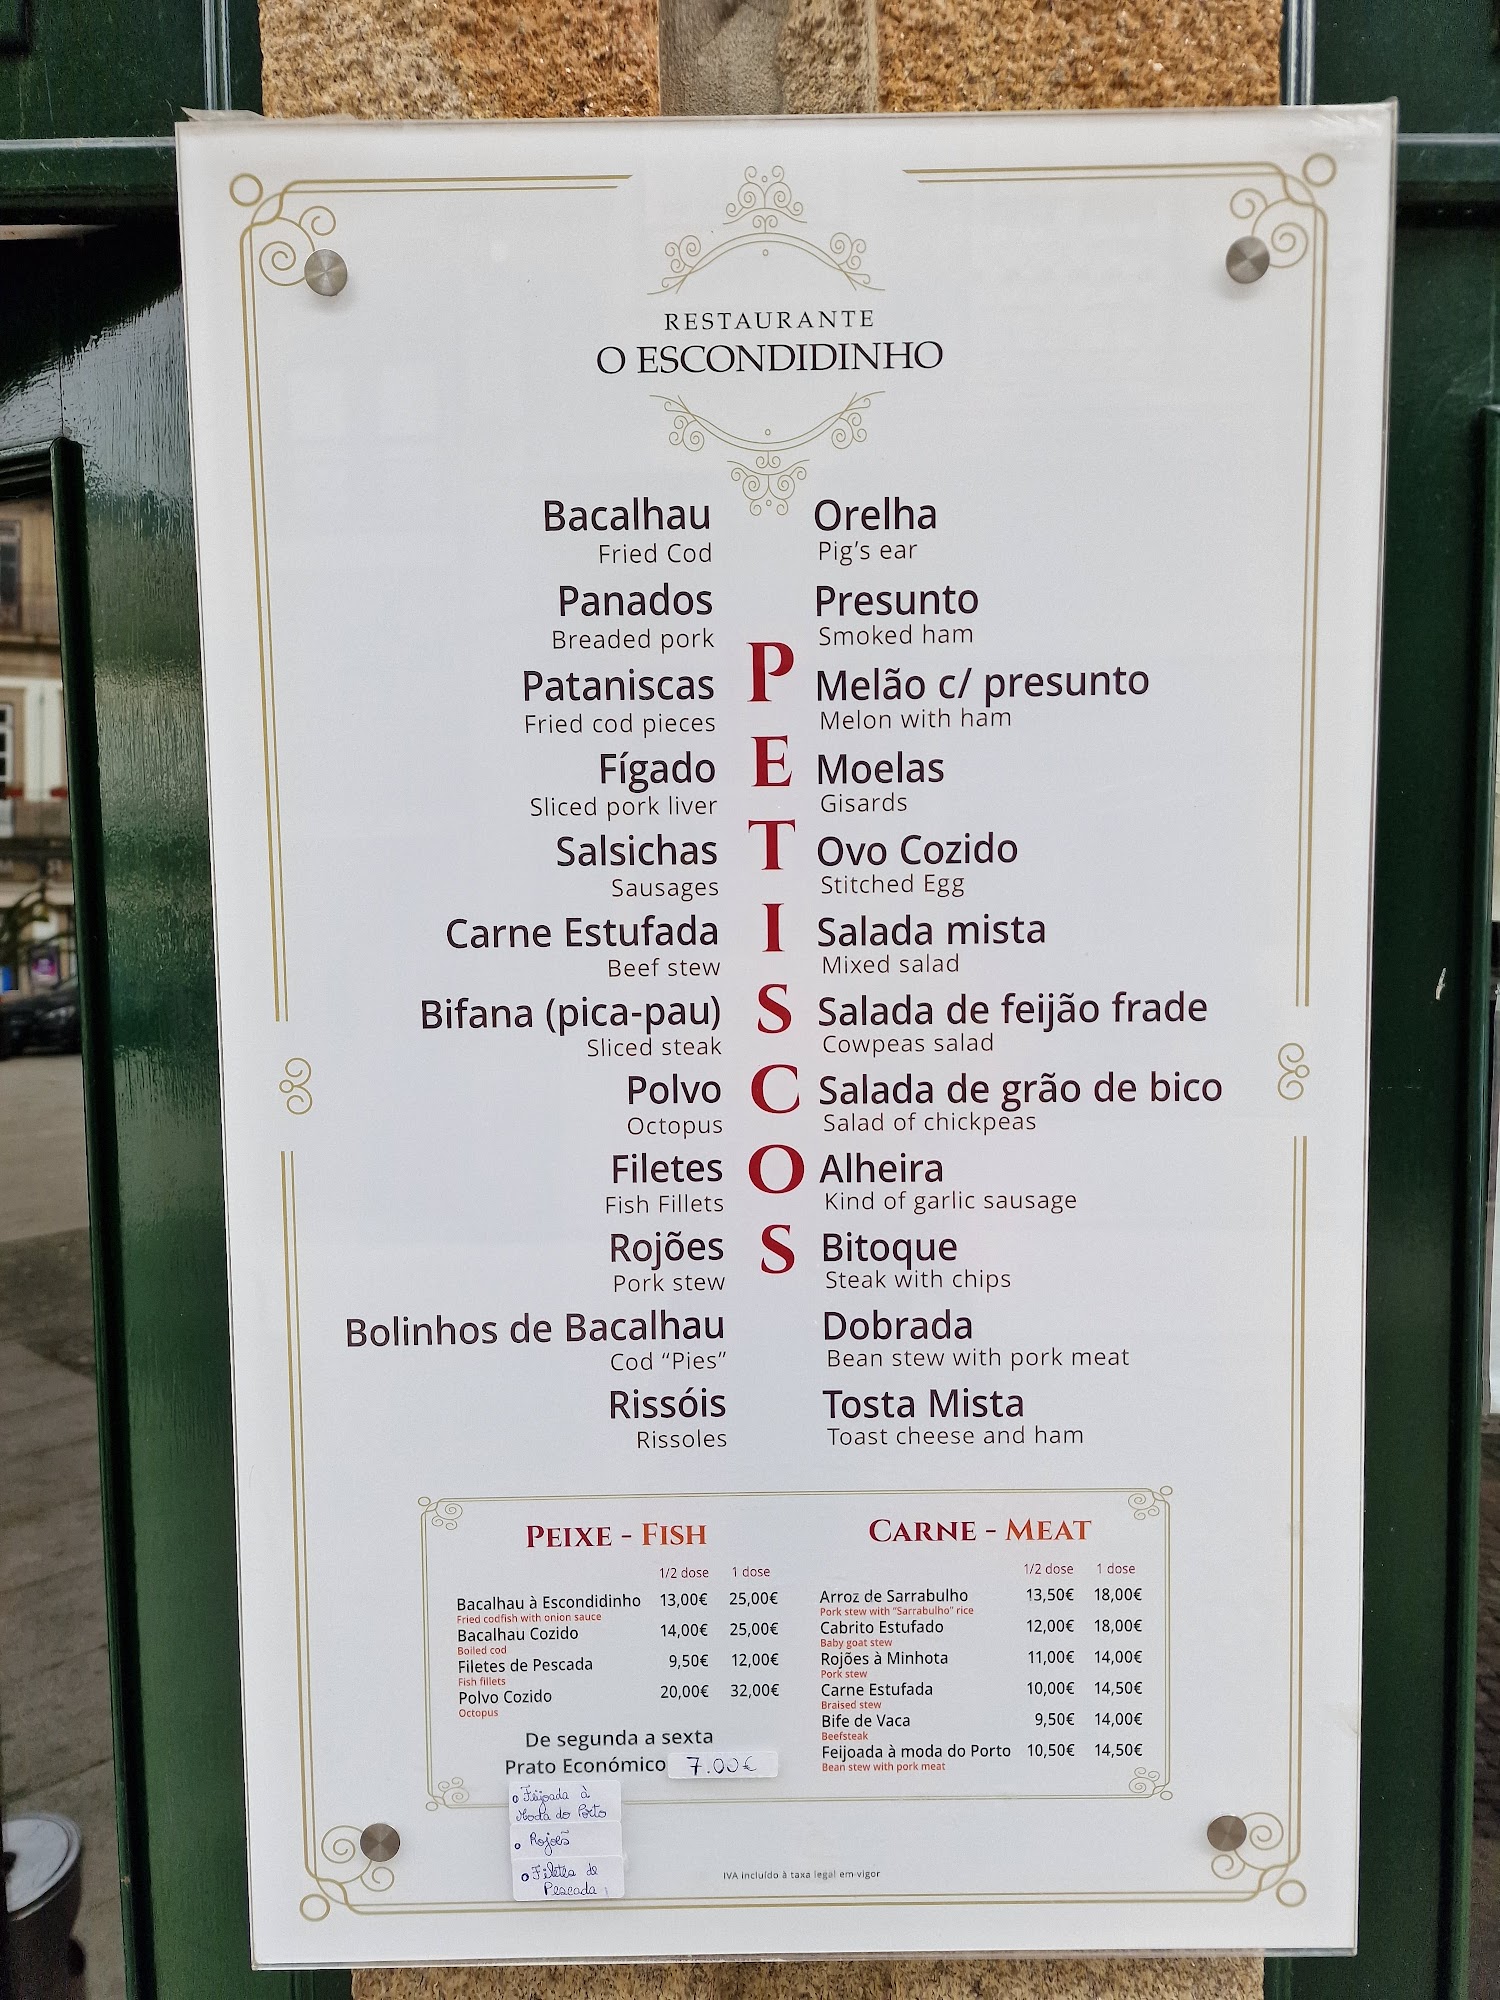 RESTAURANTE
O ESCONDIDINHO
PETISCOS
Bacalhau
Fried Cod
Panados
Breaded pork
Pataniscas
Fried cod pieces
Fígado
Sliced pork liver
Salsichas
Sausages
Carne Estufada
Beef stew
Bifana (pica-pau)
Sliced steak
Polvo
Octopus
Filetes
Fish Fillets
Rojões
Pork stew
Bolinhos de Bacalhau
Cod “Pies”
Rissóis
Rissoles
Orelha
Pig’s ear
Presunto
Smoked ham
Melão c/ presunto
Melon with ham
Moelas
Gisards
Ovo Cozido
Stitched Egg
Salada mista
Mixed salad
Salada de feijão frade
Cowpeas salad
Salada de grão de bico
Salad of chickpeas
Alheira
Kind of garlic sausage
Bitoque
Steak with chips
Dobrada
Bean stew with pork meat
Tosta Mista
Toast cheese and ham
PEIXE - FISH
1/2 dose 1 dose
Bacalhau à Escondidinho 13,00€ 25,00€
Fried codfish with onion sauce
Bacalhau Cozido 14,00€ 25,00€
Boiled cod
Filetes de Pescada 9,50€ 12,00€
Fish fillets
Polvo Cozido 20,00€ 32,00€
Octopus
De segunda a sexta
Prato Económico 7.00€
Feijoada à
Moda do Porto
Rojoẽs
Filetes de
Pescada
CARNE - MEAT
1/2 dose 1 dose
Arroz de Sarrabulho 13,50€ 18,00€
Pork stew with “Sarrabulho” rice
Cabrito Estufado 12,00€ 18,00€
Baby goat stew
Rojões à Minhota 11,00€ 14,00€
Pork stew
Carne Estufada 10,00€ 14,50€
Braised stew
Bife de Vaca 9,50€ 14,00€
Beefsteak
Feijoada à moda do Porto 10,50€ 14,50€
Bean stew with pork meat
IVA incluído à taxa legal em vigor